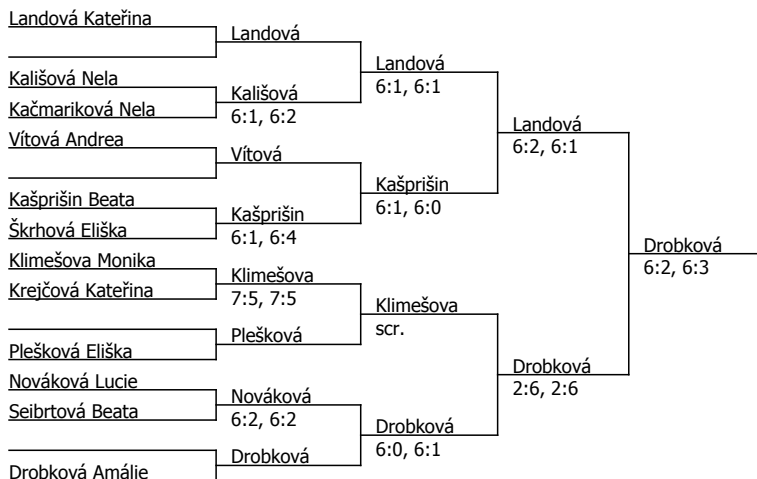 Landová Kateřina
Landová
Landová
6:1, 6:1
Kališová Nela
Kališová
6:1, 6:2
Kačmariková Nela
Landová
6:2, 6:1
Vítová Andrea
Vítová
Kašprišin
6:1, 6:0
Kašprišin Beata
Kašprišin
6:1, 6:4
Škrhová Eliška
Drobková
6:2, 6:3
Klimešova Monika
Klimešova
7:5, 7:5
Krejčová Kateřina
Klimešova
scr.
Plešková
Plešková Eliška
Drobková
2:6, 2:6
Nováková Lucie
Nováková
6:2, 6:2
Seibrtová Beata
Drobková
6:0, 6:1
Drobková
Drobková Amálie